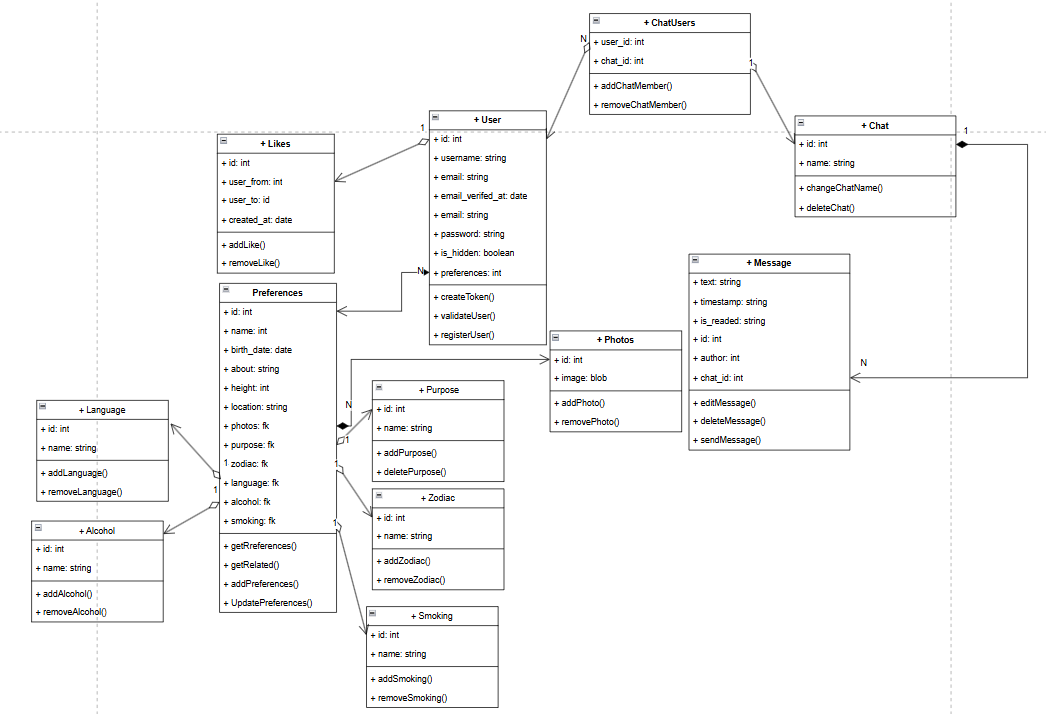 + ChatUsers
N
+ user_id: int
+ chat_id: int
1
+ addChatMember()
+ removeChatMember()
+ User
1
+ id: int
+ username: string
+ email: string
+ email_verifed_at: date
+ email: string
+ password: string
+ is_hidden: boolean
N
+ preferences: int
+ createToken()
+ validateUser()
+ registerUser()
+ Chat
1
+ id: int
+ name: string
+ changeChatName()
+ deleteChat()
+ Likes
+ id: int
+ user_from: int
+ user_to: id
+ created_at: date
+ addLike()
+ removeLike()
+ Message
+ text: string
+ timestamp: string
+ is_readed: string
+ id: int
+ author: int
+ chat_id: int
N
+ editMessage()
+ deleteMessage()
+ sendMessage()
Preferences
+ id: int
+ name: int
+ birth_date: date
+ about: string
+ height: int
+ location: string
+ photos: fk
N
+ purpose: fk
1
+ zodiac: fk
1
1
+ language: fk
1
+ alcohol: fk
+ smoking: fk
1
+ getRreferences()
+ getRelated()
+ addPreferences()
+ UpdatePreferences()
+ Photos
+ id: int
+ image: blob
+ addPhoto()
+ removePhoto()
+ Purpose
+ id: int
+ name: string
+ addPurpose()
+ deletePurpose()
+ Language
+ id: int
+ name: string
+ addLanguage()
+ removeLanguage()
+ Zodiac
+ id: int
+ name: string
+ addZodiac()
+ removeZodiac()
+ Alcohol
+ id: int
+ name: string
+ addAlcohol()
+ removeAlcohol()
+ Smoking
+ id: int
+ name: string
+ addSmoking()
+ removeSmoking()